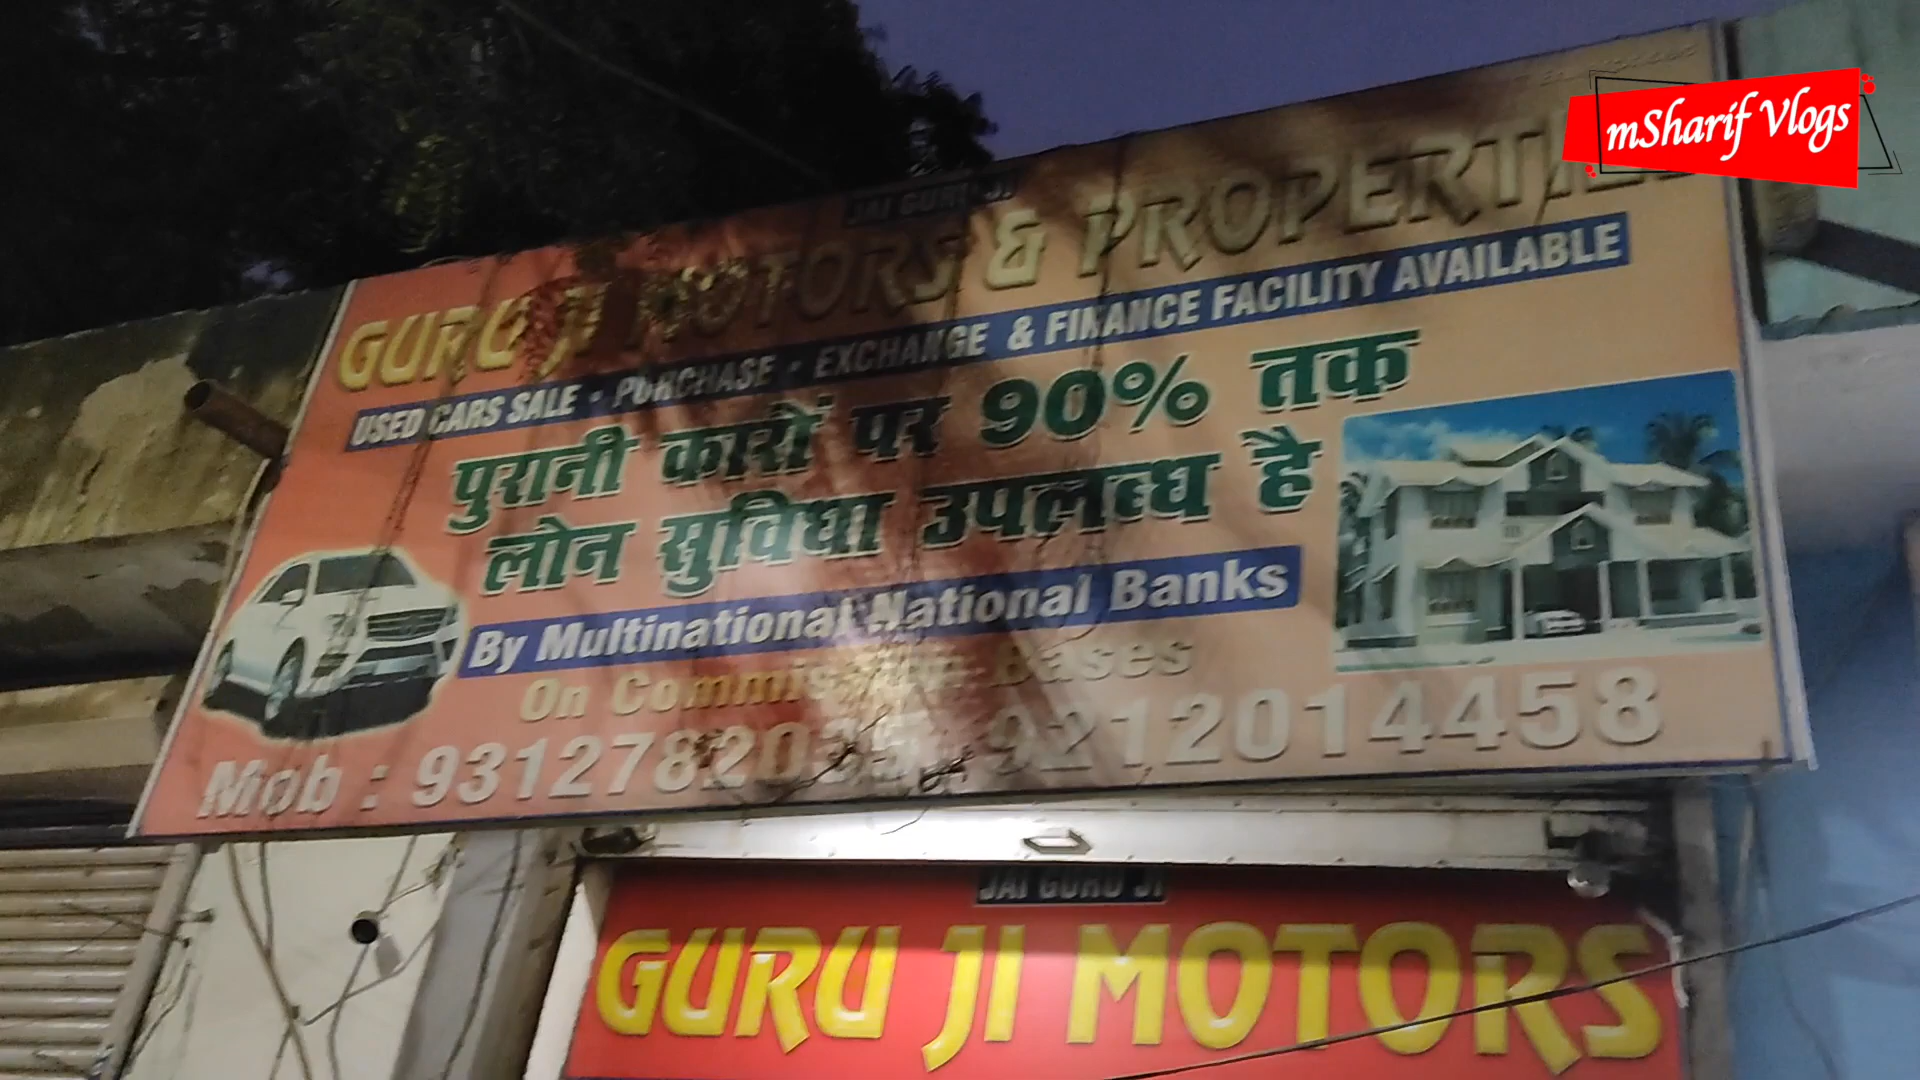 mSharif Vlogs
JAI GURU JI
GURU JI MOTORS & PROPERTIES
USED CARS SALE • PURCHASE • EXCHANGE & FINANCE FACILITY AVAILABLE
पुरानी कारों पर 90% तक
लोन सुविधा उपलब्ध है
By Multinational National Banks
On Commission Bases
Mob : 9312782035, 9212014458
JAI GURU JI
GURU JI MOTORS